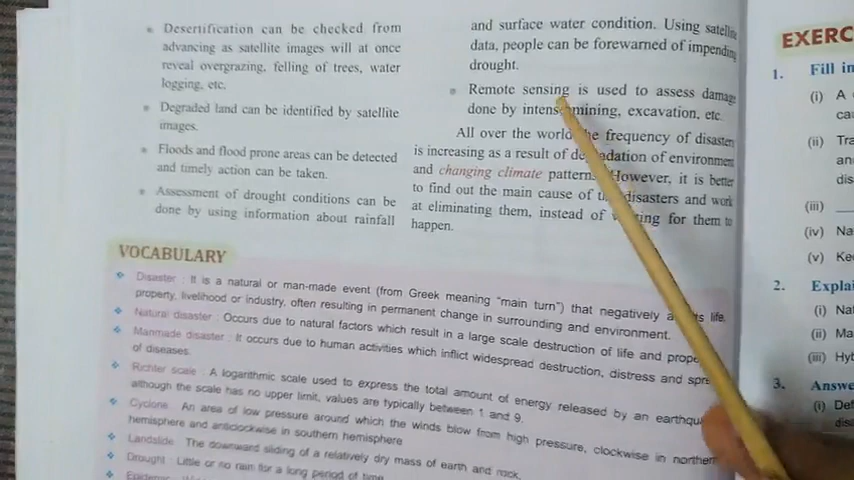 Desertification can be checked from
advancing as satellite images will at once
reveal overgrazing, felling of trees, water
logging, etc.
Degraded land can be identified by satellite
images.
Floods and flood prone areas can be detected
and timely action can be taken.
Assessment of drought conditions can be
done by using information about rainfall
and surface water condition. Using satellite
data, people can be forewarned of impending
drought.
Remote sensing is used to assess damage
done by intense mining, excavation, etc.
All over the world, the frequency of disasters
is increasing as a result of degradation of environment
and changing climate patterns. However, it is better
to find out the main cause of the disasters and work
at eliminating them, instead of waiting for them to
happen.
VOCABULARY
Disaster : It is a natural or man-made event (from Greek meaning "main turn") that negatively affects life,
property, livelihood or industry, often resulting in permanent change in surrounding and environment.
Natural disaster : Occurs due to natural factors which result in a large scale destruction of life and
Manmade disaster : It occurs due to human activities which inflict widespread destruction, distress and
of diseases.
Richter scale : A logarithmic scale used to express the total amount of energy released by an
although the scale has no upper limit, values are typically between 1 and 9.
Cyclone : An area of low pressure around which the winds blow from high pressure, clockwise in northern
hemisphere and anticlockwise in southern hemisphere
Landslide : The downward sliding of a relatively dry mass of earth and rock.
Drought : Little or no rain for a long period of time
EXERC
1. Fill in
(i) A
(ii) Tra
an
dis
(iii)
(iv) Na
(v) Ke
2. Explai
(i) Na
(ii) Ma
(iii) Hy
3. Answe
(i) Def